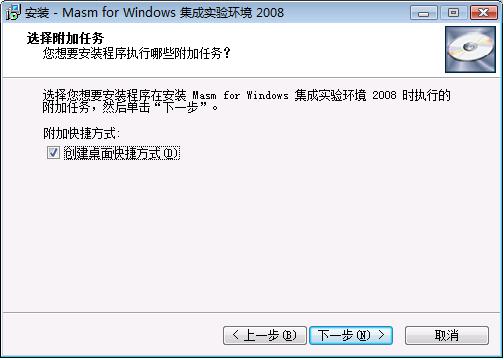 安装 - Masm for Windows 集成实验环境 2008
选择附加任务
您想要安装程序执行哪些附加任务？
选择您想要安装程序在安装 Masm for Windows 集成实验环境 2008 时执行的
附加任务，然后单击“下一步”。
附加快捷方式:
创建桌面快捷方式(D)
< 上一步(B) 下一步(N) > 取消